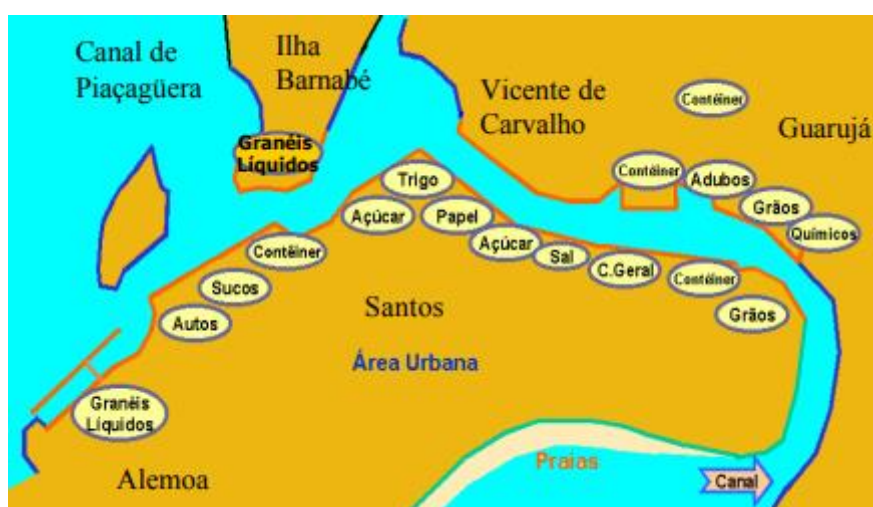 Canal de
Piaçagüera
Ilha
Barnabé
Vicente de
Carvalho
Contêiner
Guarujá
Granéis
Líquidos
Trigo
Contêiner
Adubos
Açúcar
Papel
Grãos
Químicos
Contêiner
Açúcar
Sal
C.Geral
Contêiner
Sucos
Autos
Grãos
Santos
Área Urbana
Granéis
Líquidos
Praias
Alemoa
Canal